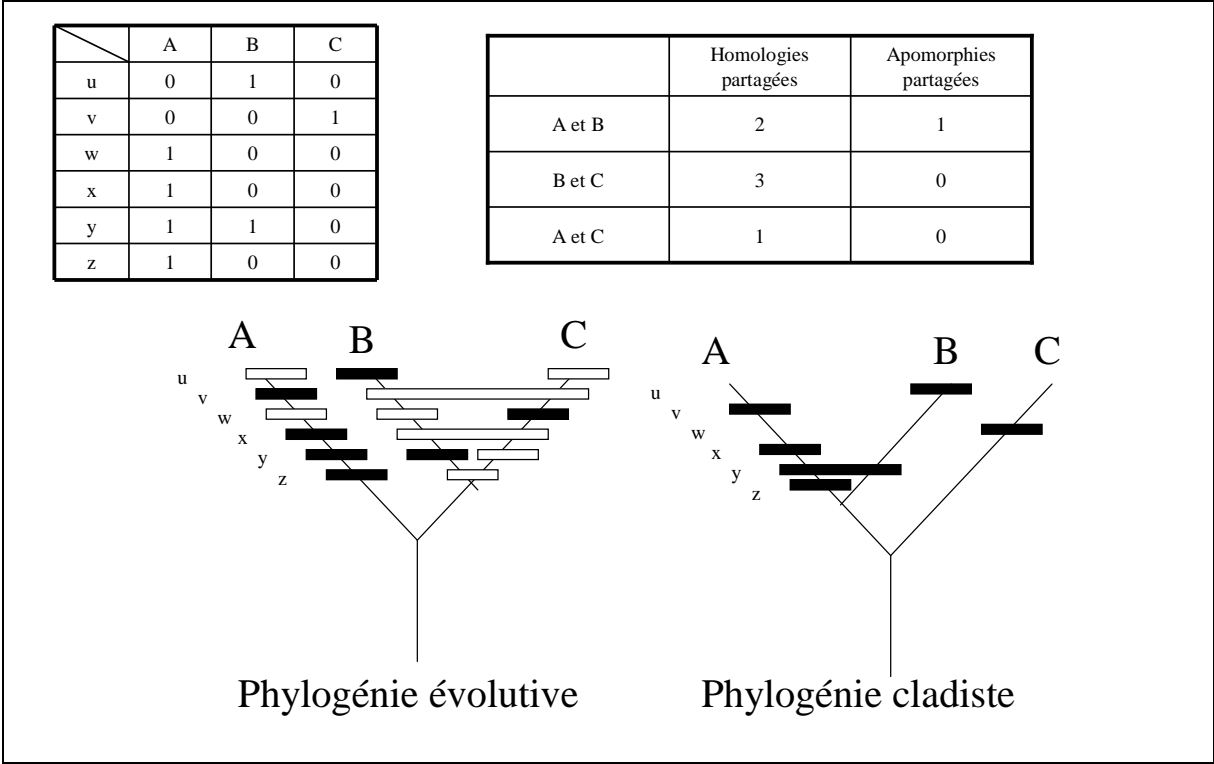 A B C
u 0 1 0
v 0 0 1
w 1 0 0
x 1 0 0
y 1 1 0
z 1 0 0
Homologies Apomorphies
partagées partagées
A et B 2 1
B et C 3 0
A et C 1 0
A B C
u
v
w
x
y
z
Phylogénie évolutive
A B C
u
v
w
x
y
z
Phylogénie cladiste